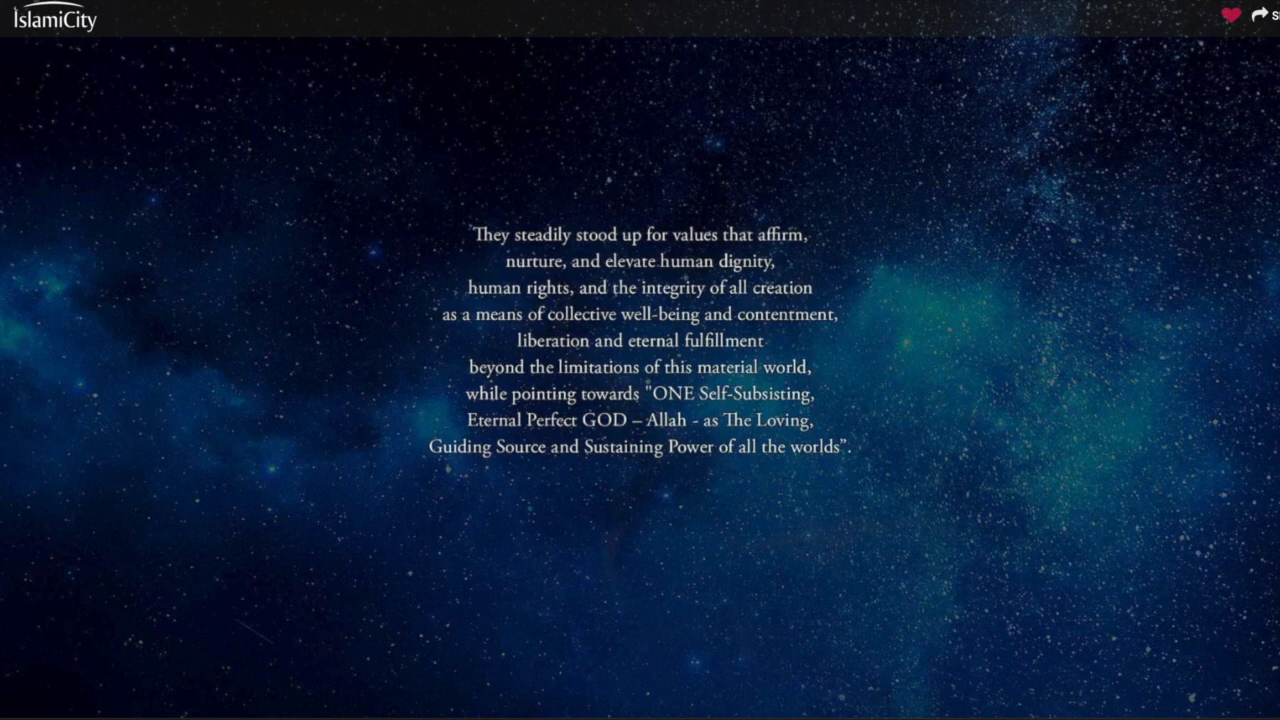 IslamiCity
They steadily stood up for values that affirm,
nurture, and elevate human dignity,
human rights, and the integrity of all creation
as a means of collective well-being and contentment,
liberation and eternal fulfillment
beyond the limitations of this material world,
while pointing towards "ONE Self-Subsisting,
Eternal Perfect GOD – Allah - as The Loving,
Guiding Source and Sustaining Power of all the worlds”.